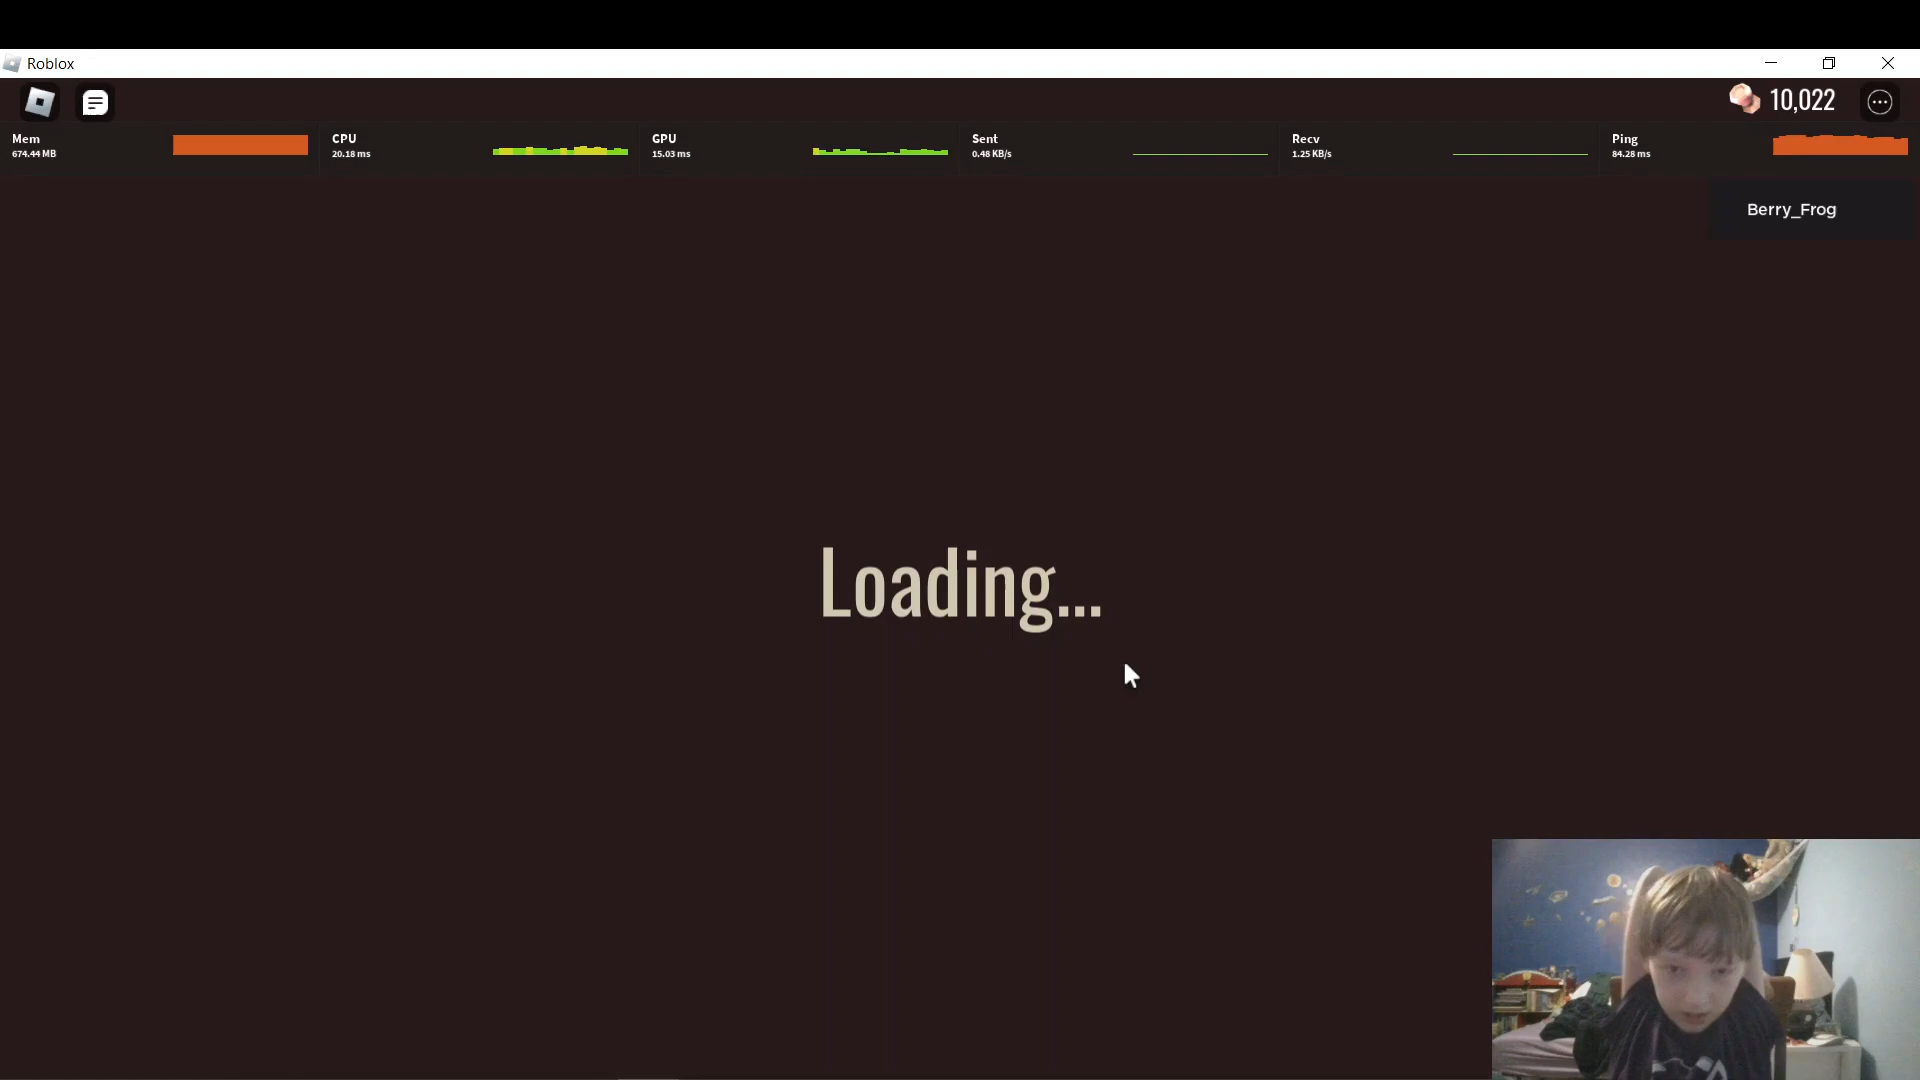 Roblox
10,022
Mem
674.44 MB
CPU
20.18 ms
GPU
15.03 ms
Sent
0.48 KB/s
Recv
1.25 KB/s
Ping
84.28 ms
Berry_Frog
Loading...